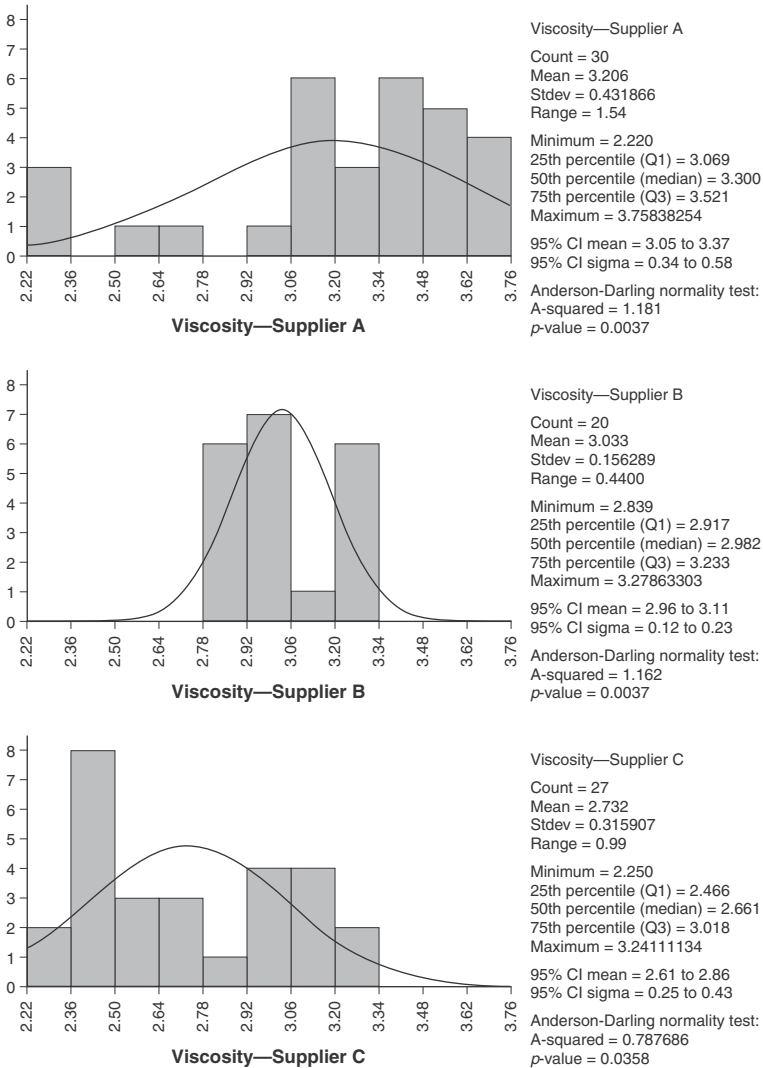 8
7
6
5
4
3
2
1
0
2.22 2.36 2.50 2.64 2.78 2.92 3.06 3.20 3.34 3.48 3.62 3.76
Viscosity—Supplier A
Viscosity—Supplier A
Count = 30
Mean = 3.206
Stdev = 0.431866
Range = 1.54
Minimum = 2.220
25th percentile (Q1) = 3.069
50th percentile (median) = 3.300
75th percentile (Q3) = 3.521
Maximum = 3.75838254
95% CI mean = 3.05 to 3.37
95% CI sigma = 0.34 to 0.58
Anderson-Darling normality test:
A-squared = 1.181
p-value = 0.0037
8
7
6
5
4
3
2
1
0
2.22 2.36 2.50 2.64 2.78 2.92 3.06 3.20 3.34 3.48 3.62 3.76
Viscosity—Supplier B
Viscosity—Supplier B
Count = 20
Mean = 3.033
Stdev = 0.156289
Range = 0.4400
Minimum = 2.839
25th percentile (Q1) = 2.917
50th percentile (median) = 2.982
75th percentile (Q3) = 3.233
Maximum = 3.27863303
95% CI mean = 2.96 to 3.11
95% CI sigma = 0.12 to 0.23
Anderson-Darling normality test:
A-squared = 1.162
p-value = 0.0037
8
7
6
5
4
3
2
1
0
2.22 2.36 2.50 2.64 2.78 2.92 3.06 3.20 3.34 3.48 3.62 3.76
Viscosity—Supplier C
Viscosity—Supplier C
Count = 27
Mean = 2.732
Stdev = 0.315907
Range = 0.99
Minimum = 2.250
25th percentile (Q1) = 2.466
50th percentile (median) = 2.661
75th percentile (Q3) = 3.018
Maximum = 3.24111134
95% CI mean = 2.61 to 2.86
95% CI sigma = 0.25 to 0.43
Anderson-Darling normality test:
A-squared = 0.787686
p-value = 0.0358